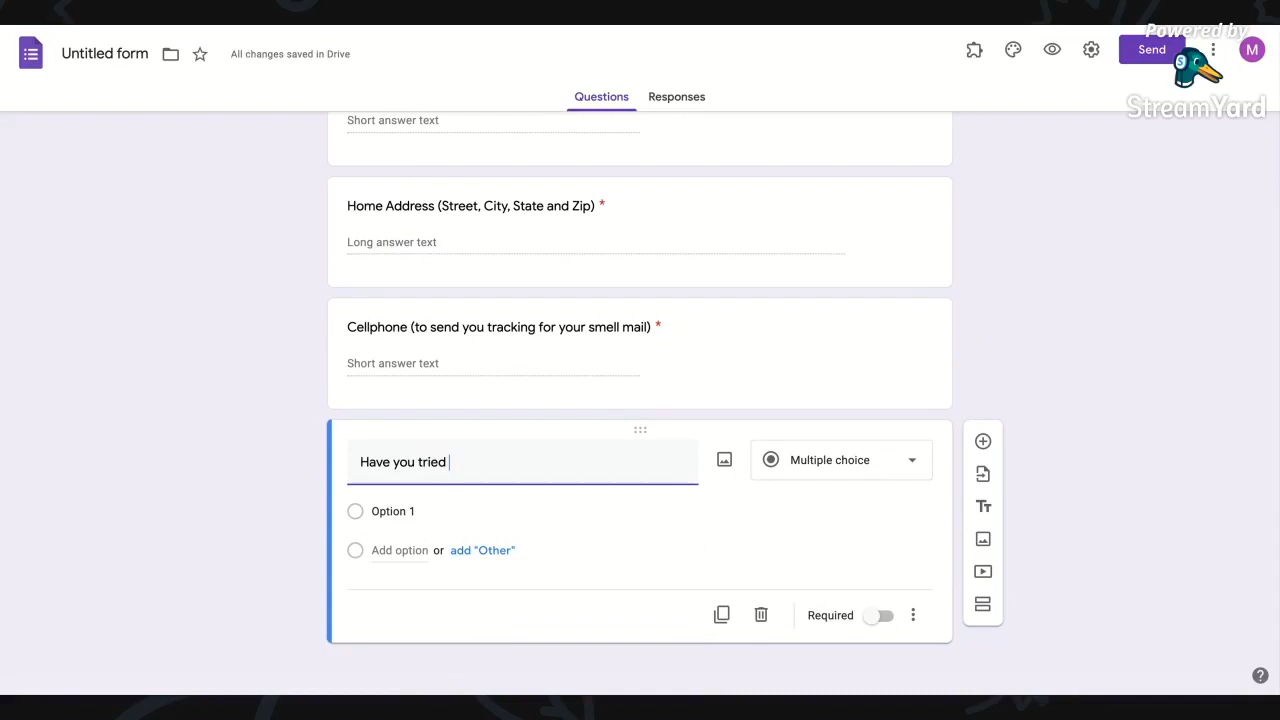 Powered by
Untitled form
All changes saved in Drive
Send
M
S
StreamYard
Questions
Responses
Short answer text
Home Address (Street, City, State and Zip) *
Long answer text
Cellphone (to send you tracking for your smell mail) *
Short answer text
Have you tried
Multiple choice
Option 1
Add option or add "Other"
Tт
Required
?